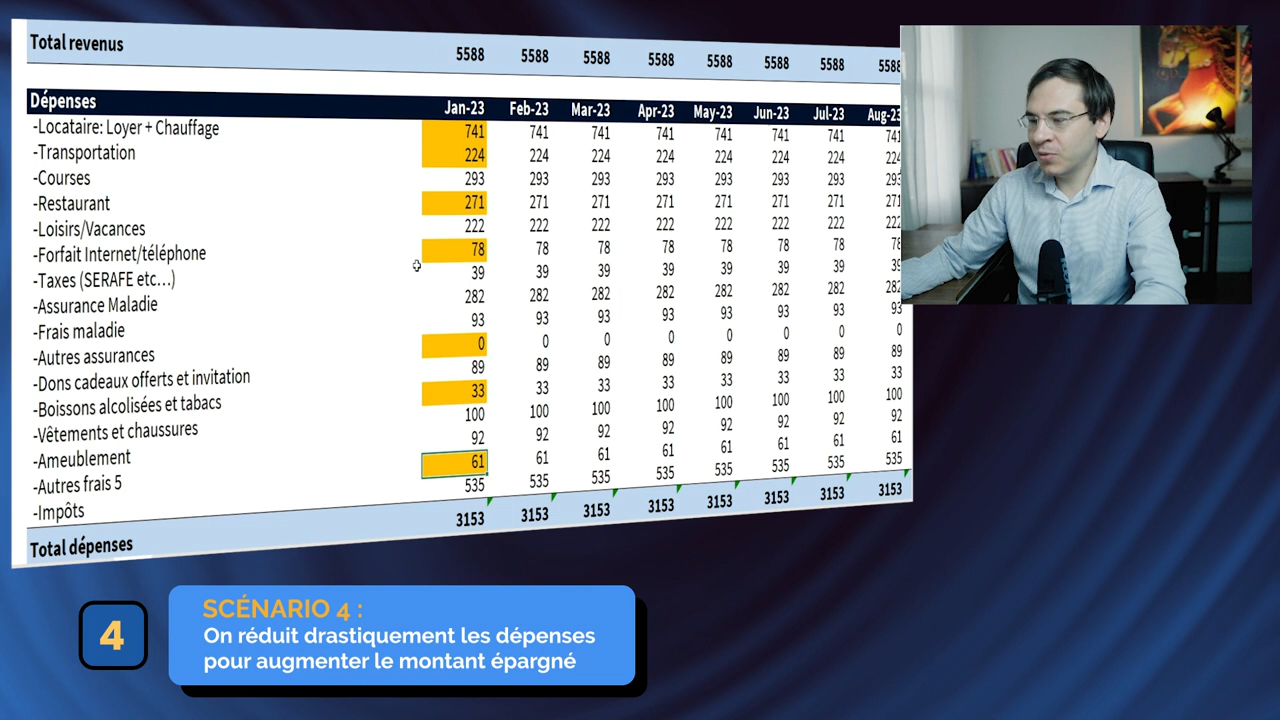 Total revenus 5588 5588 5588 5588 5588 5588 5588 5588
Dépenses Jan-23 Feb-23 Mar-23 Apr-23 May-23 Jun-23 Jul-23 Aug-23
-Locataire: Loyer + Chauffage 741 741 741 741 741 741 741 741
-Transportation 224 224 224 224 224 224 224 224
-Courses 293 293 293 293 293 293 293 293
-Restaurant 271 271 271 271 271 271 271 271
-Loisirs/Vacances 222 222 222 222 222 222 222 222
-Forfait Internet/téléphone 78 78 78 78 78 78 78 78
-Taxes (SERAFE etc...) 39 39 39 39 39 39 39 39
-Assurance Maladie 282 282 282 282 282 282 282 282
-Frais maladie 93 93 93 93 93 93 93 93
-Autres assurances 0 0 0 0 0 0 0 0
-Dons cadeaux offerts et invitation 89 89 89 89 89 89 89 89
-Boissons alcolisées et tabacs 33 33 33 33 33 33 33 33
-Vêtements et chaussures 100 100 100 100 100 100 100 100
-Ameublement 92 92 92 92 92 92 92 92
-Autres frais 5 61 61 61 61 61 61 61 61
-Impôts 535 535 535 535 535 535 535 535
Total dépenses 3153 3153 3153 3153 3153 3153 3153 3153
4
SCÉNARIO 4 :
On réduit drastiquement les dépenses
pour augmenter le montant épargné